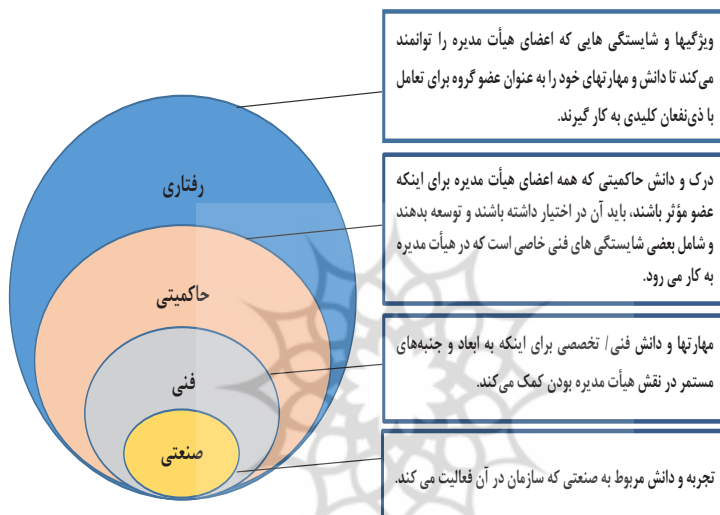 ویژگیها و شایستگی هایی که اعضای هیأت مدیره را توانمند
می‌کند تا دانش و مهارتهای خود را به عنوان عضو گروه برای تعامل
با ذی‌نفعان کلیدی به کار گیرند.
رفتاری
درک و دانش حاکمیتی که همه اعضای هیأت مدیره برای اینکه
عضو مؤثر باشند، باید آن در اختیار داشته باشند و توسعه بدهند
و شامل بعضی شایستگی های فنی خاصی است که در هیأت مدیره
به کار می رود.
حاکمیتی
مهارتها و دانش فنی/ تخصصی برای اینکه به ابعاد و جنبه‌های
مستمر در نقش هیأت مدیره بودن کمک می‌کند.
فنی
تجربه و دانش مربوط به صنعتی که سازمان در آن فعالیت می کند.
صنعتی